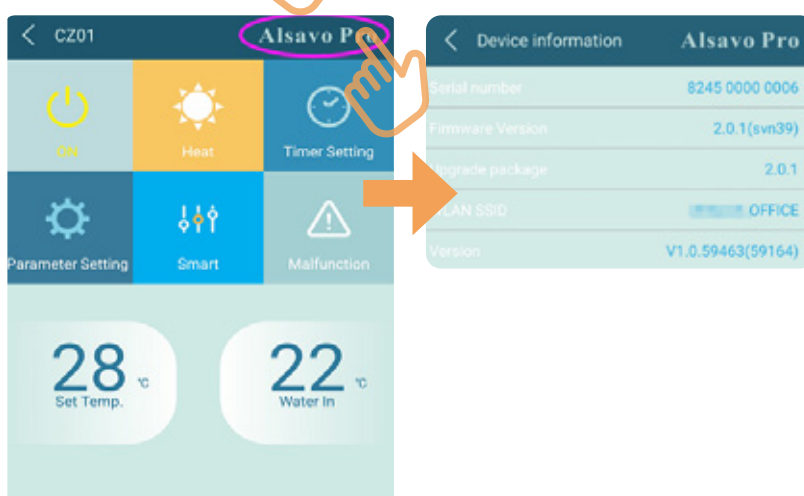 CZ01
Alsavo Pro
ON
Heat
Timer Setting
Parameter Setting
Smart
Malfunction
28 ℃
Set Temp.
22 ℃
Water In
Device information
Alsavo Pro
Serial number 8245 0000 0006
Firmware Version 2.0.1(svn39)
Upgrade package 2.0.1
WLAN SSID OFFICE
Version V1.0.59463(59164)